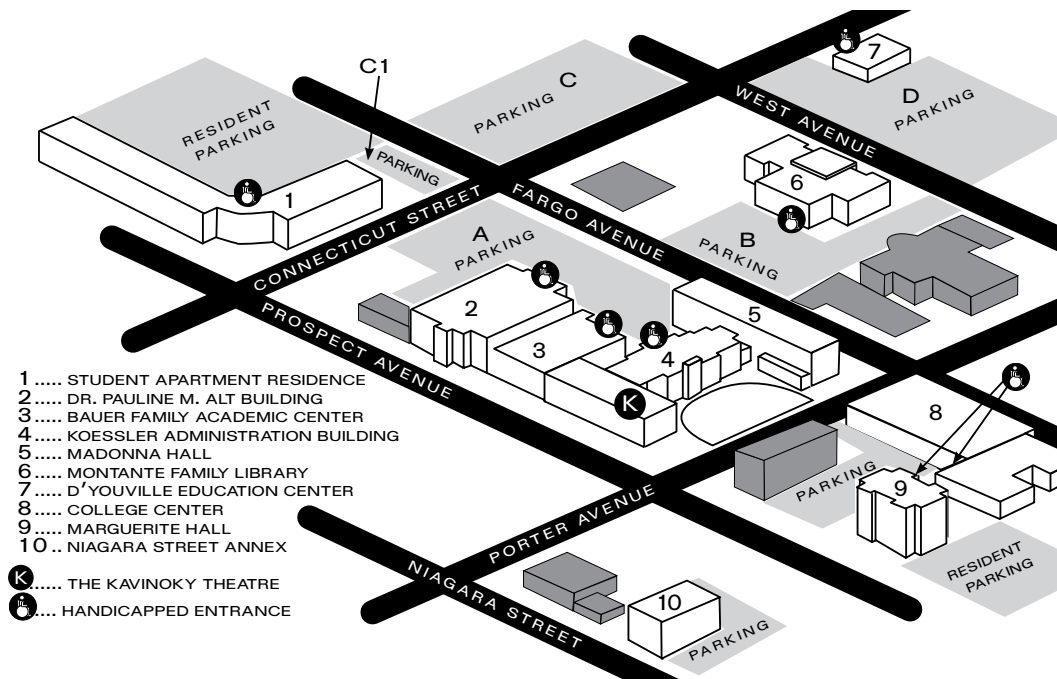 C1
RESIDENT
PARKING
PARKING C
PARKING
7
D
PARKING
WEST AVENUE
1
CONNECTICUT STREET
FARGO AVENUE
6
A
PARKING
B
PARKING
PROSPECT AVENUE
2
3
4
5
K
1 ..... STUDENT APARTMENT RESIDENCE
2 ..... DR. PAULINE M. ALT BUILDING
3 ..... BAUER FAMILY ACADEMIC CENTER
4 ..... KOESSLER ADMINISTRATION BUILDING
5 ..... MADONNA HALL
6 ..... MONTANTE FAMILY LIBRARY
7 ..... D'YOUVILLE EDUCATION CENTER
8 ..... COLLEGE CENTER
9 ..... MARGUERITE HALL
10 .. NIAGARA STREET ANNEX
K ...... THE KAVINOKY THEATRE
.... HANDICAPPED ENTRANCE
8
PARKING
9
RESIDENT
PARKING
PORTER AVENUE
NIAGARA STREET
10
PARKING